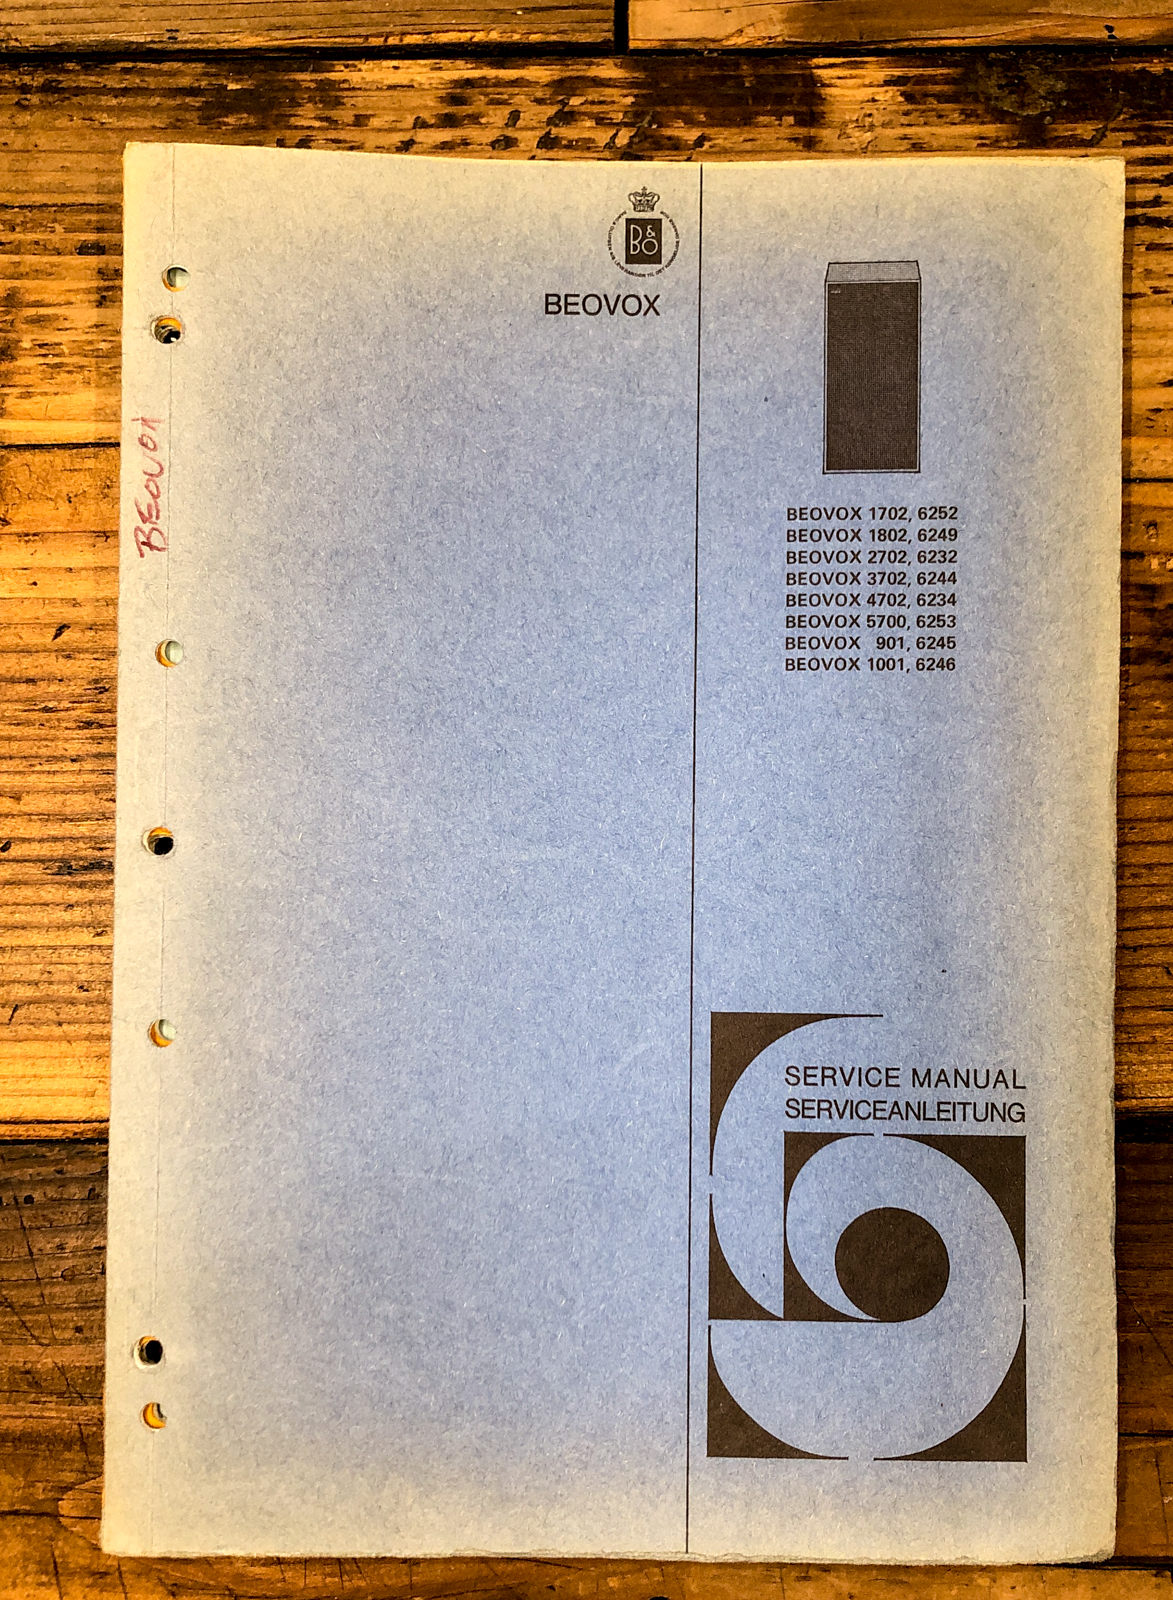 B&O
BEOVOX
BEOVOX 1702, 6252
BEOVOX 1802, 6249
BEOVOX 2702, 6232
BEOVOX 3702, 6244
BEOVOX 4702, 6234
BEOVOX 5700, 6253
BEOVOX 901, 6245
BEOVOX 1001, 6246
BEOVOX
SERVICE MANUAL
SERVICEANLEITUNG